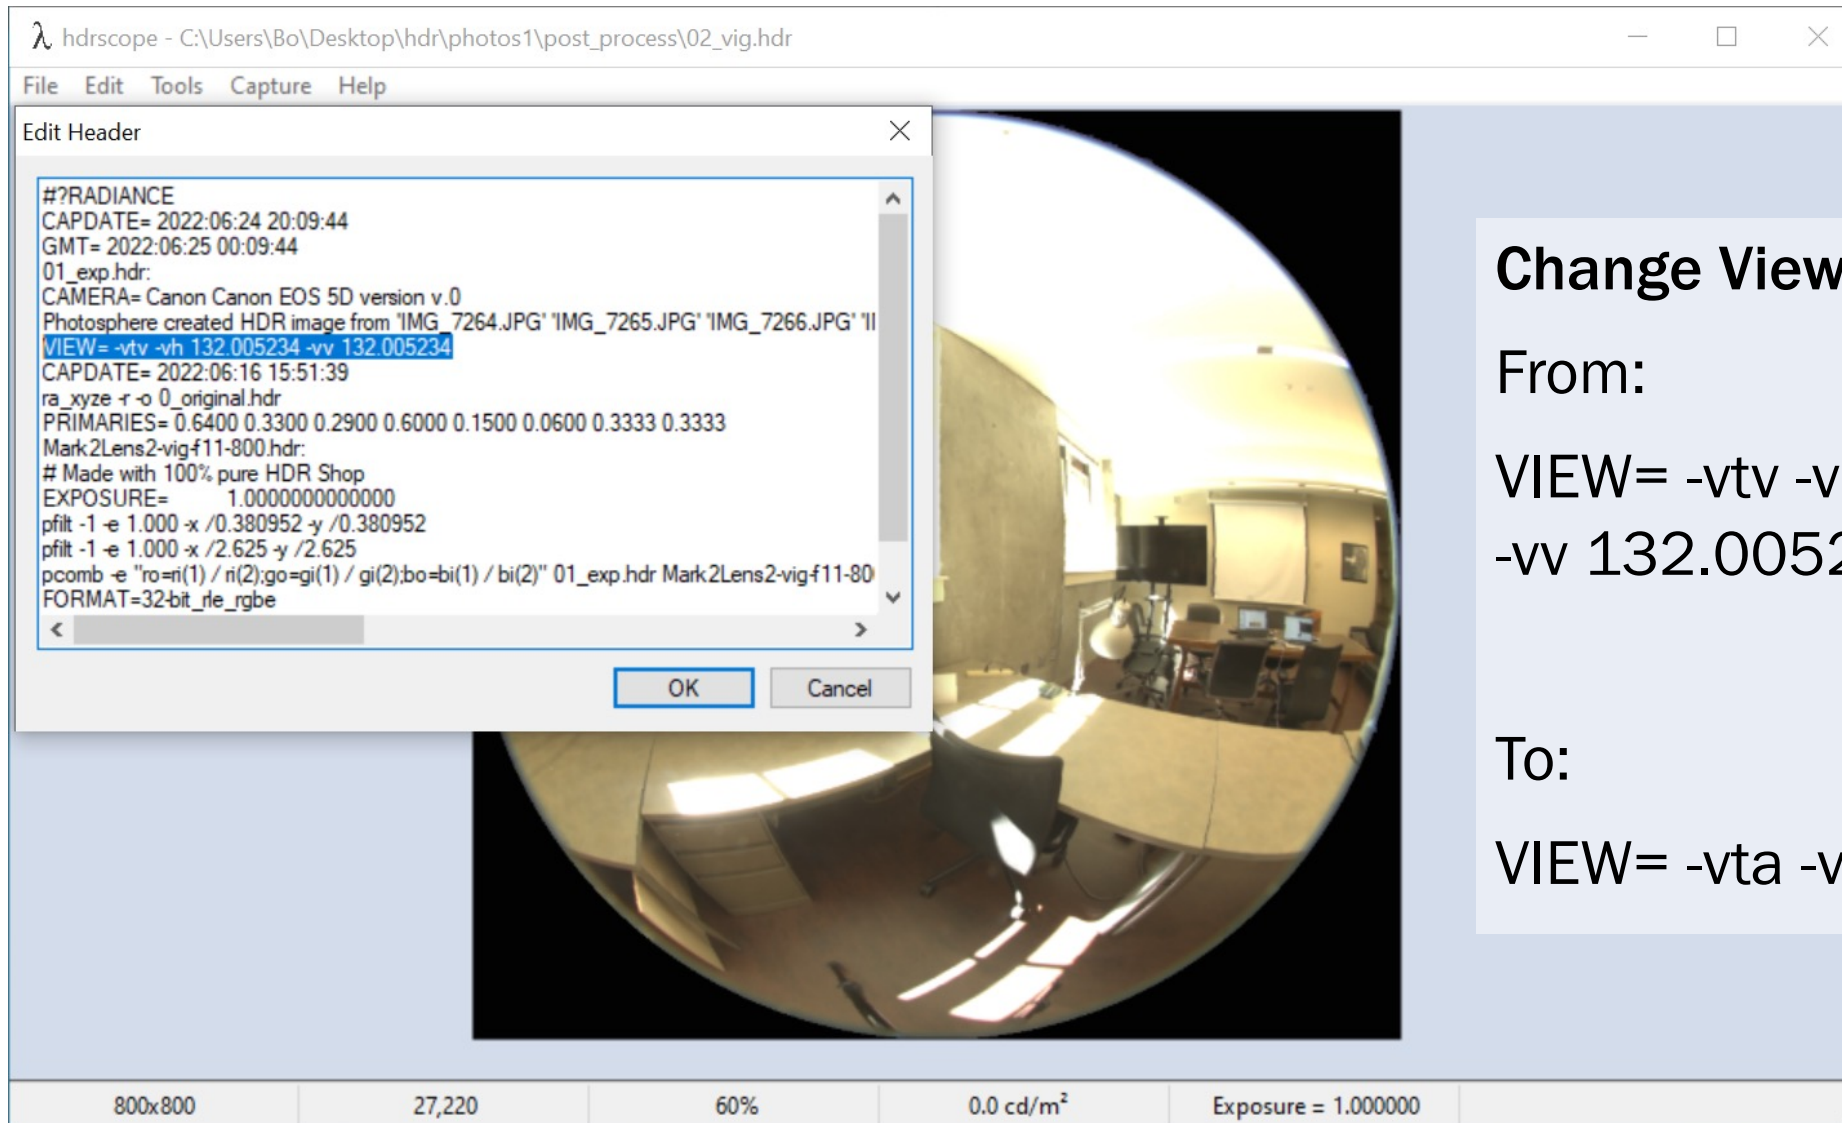 λ hdrscope - C:\Users\Bo\Desktop\hdr\photos1\post_process\02_vig.hdr
File Edit Tools Capture Help
Edit Header
#?RADIANCE
CAPDATE= 2022:06:24 20:09:44
GMT= 2022:06:25 00:09:44
01_exp.hdr:
CAMERA= Canon Canon EOS 5D version v.0
Photosphere created HDR image from 'IMG_7264.JPG' 'IMG_7265.JPG' 'IMG_7266.JPG' 'II
VIEW= -vtv -vh 132.005234 -vv 132.005234
CAPDATE= 2022:06:16 15:51:39
ra_xyze -r -o 0_original.hdr
PRIMARIES= 0.6400 0.3300 0.2900 0.6000 0.1500 0.0600 0.3333 0.3333
Mark2Lens2-vig-f11-800.hdr:
# Made with 100% pure HDR Shop
EXPOSURE= 1.0000000000000
pfilt -1 -e 1.000 -x /0.380952 -y /0.380952
pfilt -1 -e 1.000 -x /2.625 -y /2.625
pcomb -e "ro=ri(1) / ri(2);go=gi(1) / gi(2);bo=bi(1) / bi(2)" 01_exp.hdr Mark2Lens2-vig-f11-80
FORMAT=32-bit_rle_rgbe
OK Cancel
Change View
From:
VIEW= -vtv -v
-vv 132.0052
To:
VIEW= -vta -v
800x800 27,220 60% 0.0 cd/m² Exposure = 1.000000